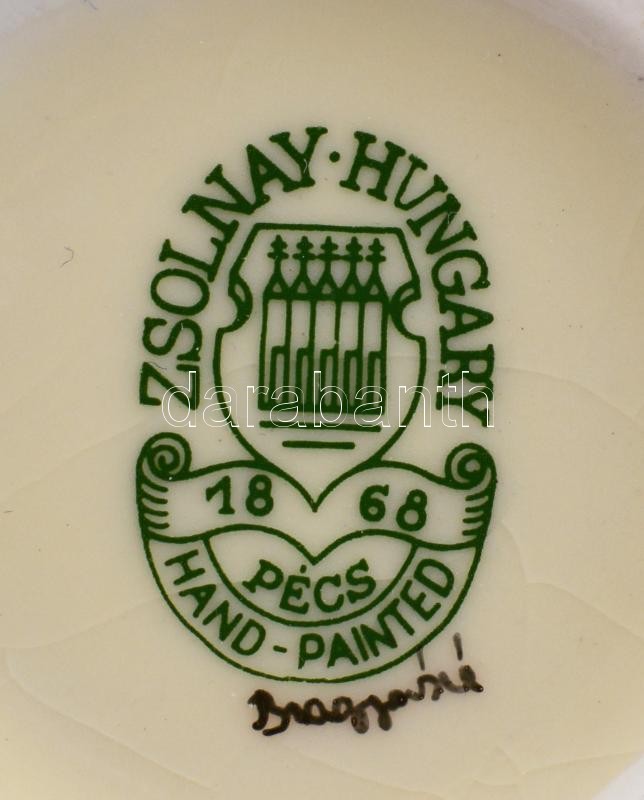 ZSOLNAY · HUNGARY
darabanth
18 68
PÉCS
HAND-PAINTED